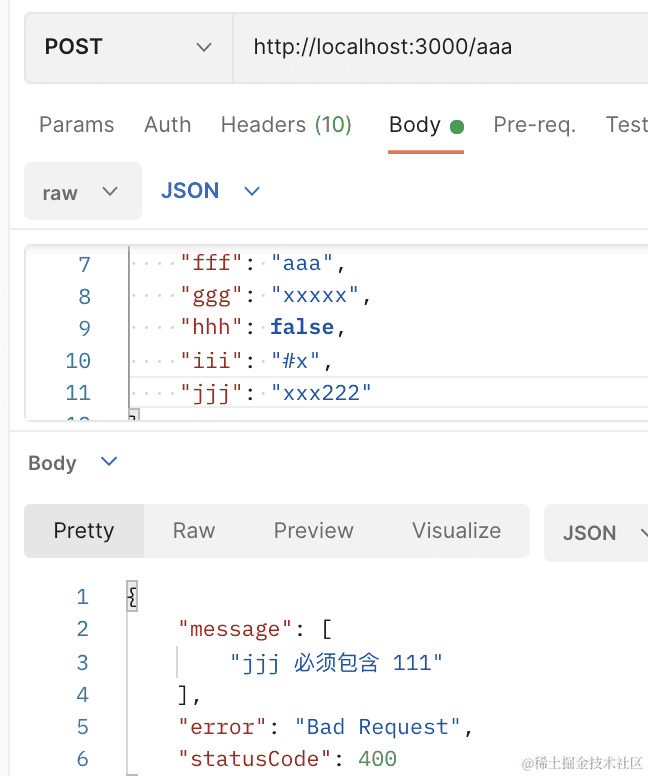 POST http://localhost:3000/aaa
Params Auth Headers (10) Body Pre-req. Test
raw JSON
7 "fff": "aaa",
8 "ggg": "xxxxx",
9 "hhh": false,
10 "iii": "#x",
11 "jjj": "xxx222"
Body
Pretty Raw Preview Visualize JSON
1 {
2 "message": [
3 "jjj 必须包含 111"
4 ],
5 "error": "Bad Request",
6 "statusCode": 400
@稀土掘金技术社区